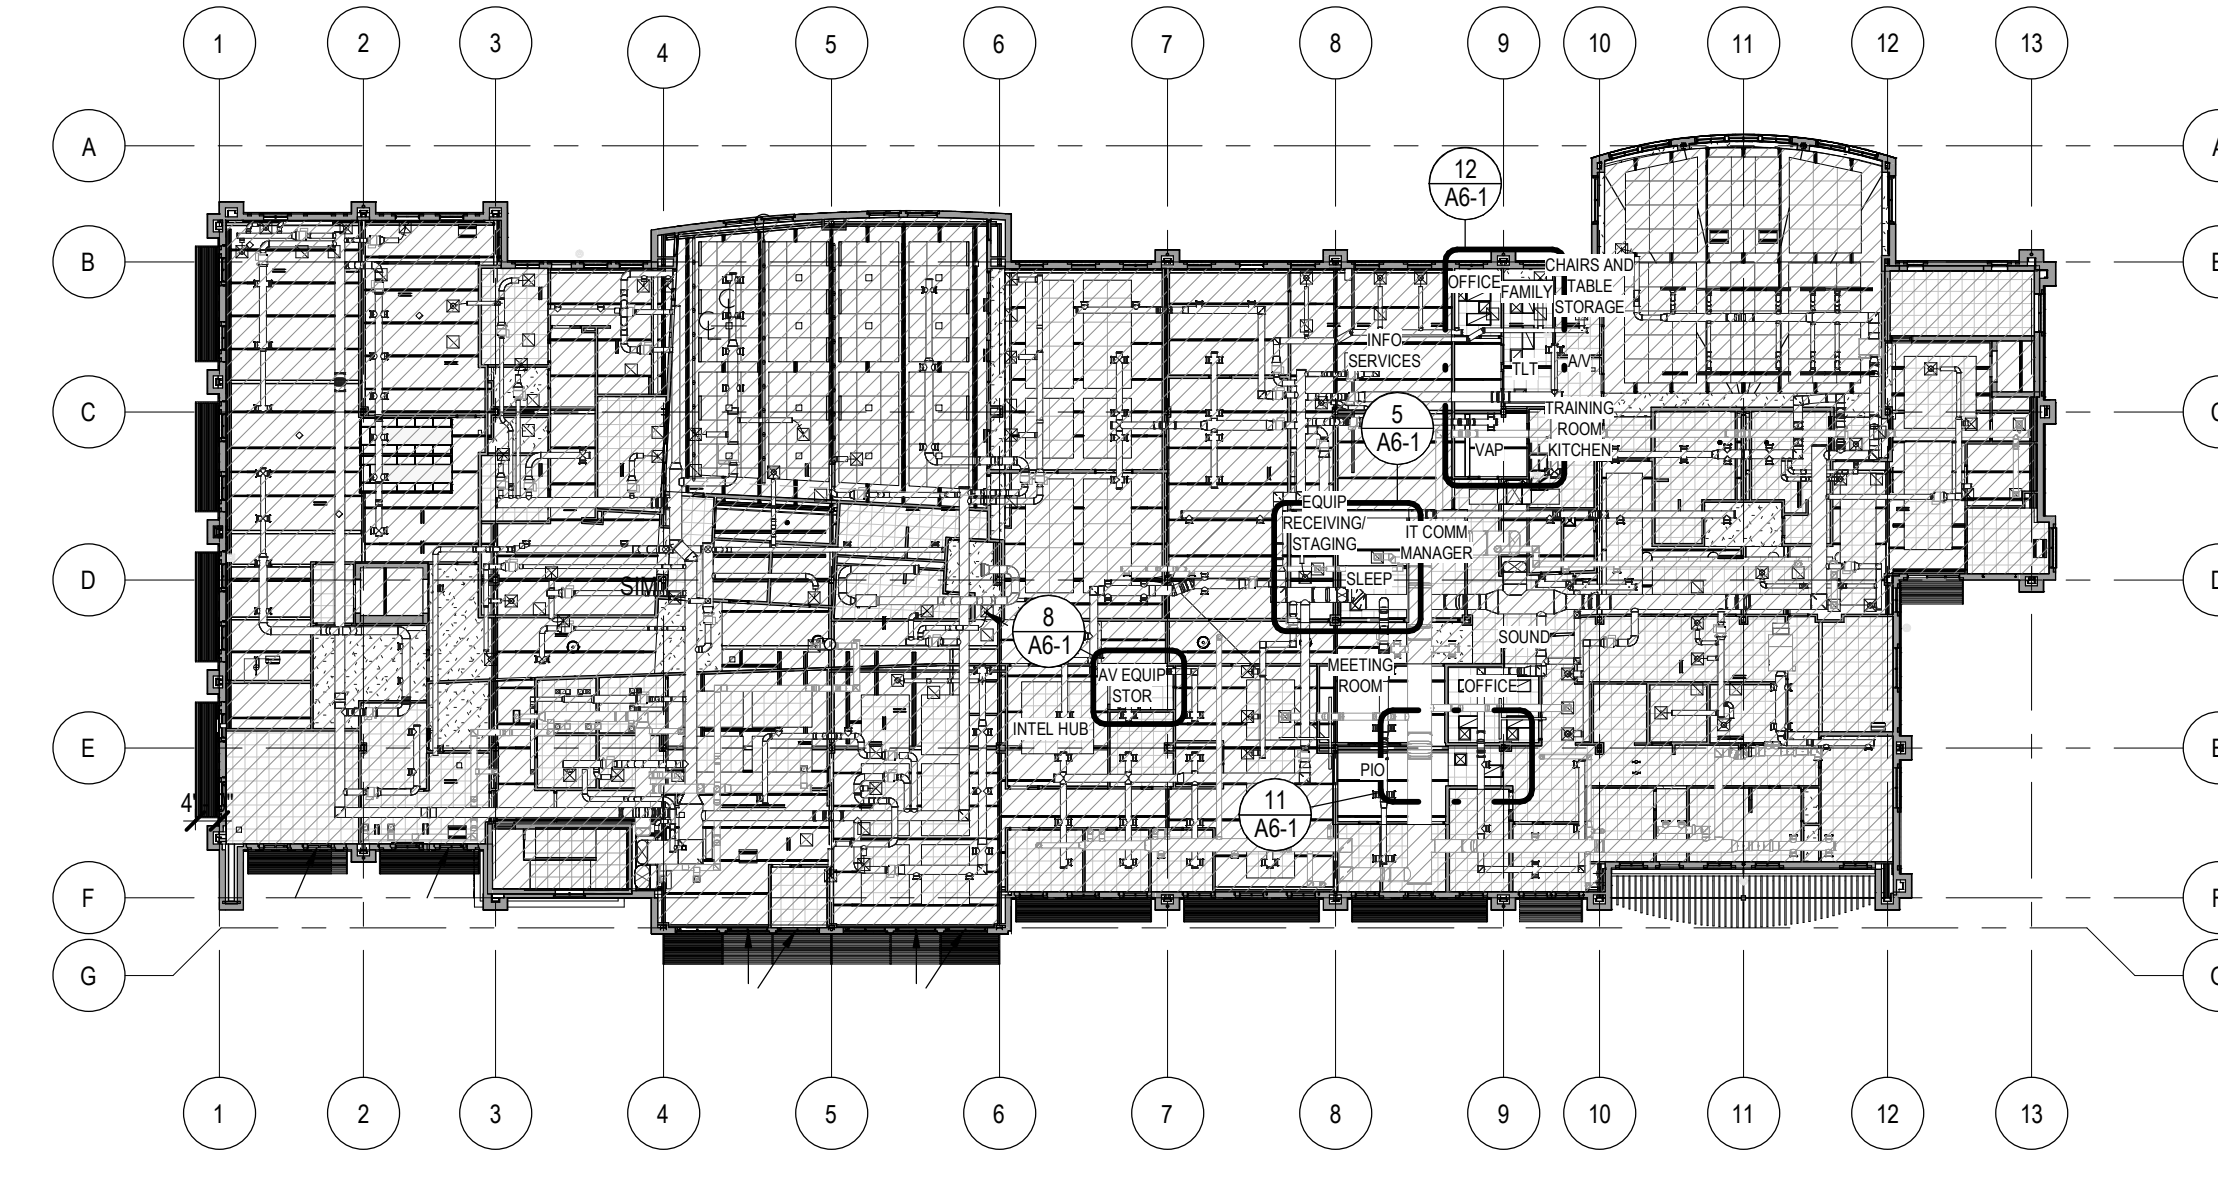 1 2 3 4 5 6 7 8 9 10 11 12 13
A
12
A6-1
B
CHAIRS AND
TABLE
STORAGE
OFFICE
FAMILY
INFO
SERVICES
TLT
A/V
C
5
A6-1
TRAINING
ROOM
KITCHEN
VAP
EQUIP
RECEIVING/
STAGING
IT COMM
MANAGER
D
SLEEP
SIM
8
A6-1
SOUND
MEETING
ROOM
AV EQUIP
STOR
OFFICE
INTEL HUB
E
PIO
11
A6-1
F
G
1 2 3 4 5 6 7 8 9 10 11 12 13